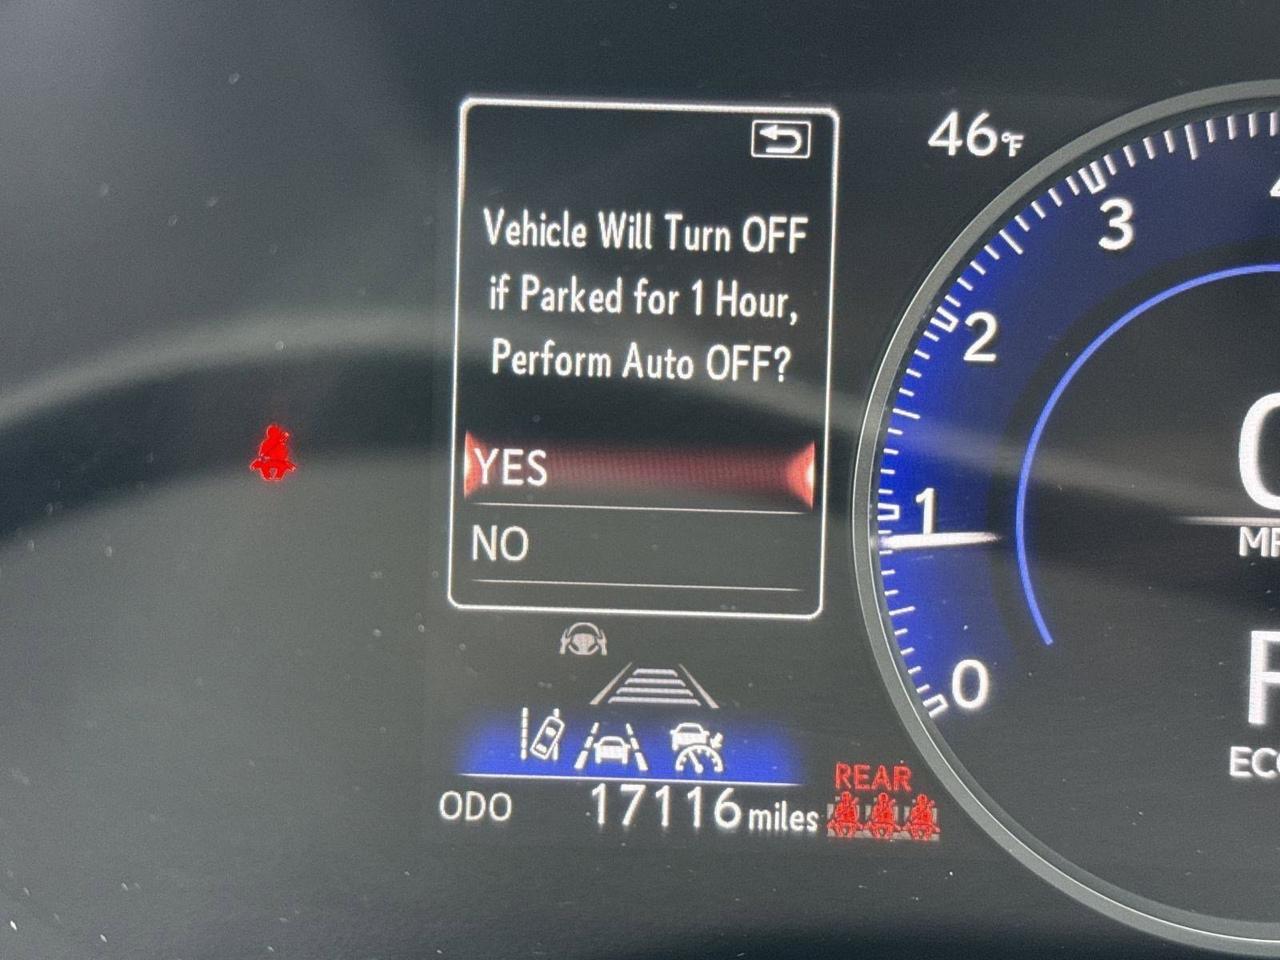 46°F
Vehicle Will Turn OFF
if Parked for 1 Hour,
Perform Auto OFF?
YES
NO
3
2
1
0
ODO 17116 miles
REAR